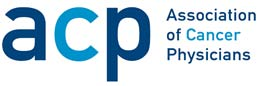 acp
Association
of Cancer
Physicians